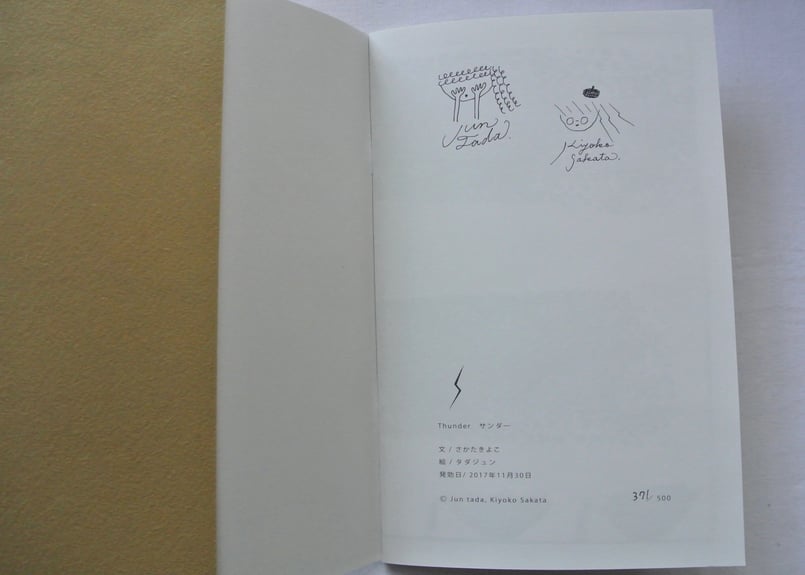 Jun
Tada.
Kiyoko
Sakata.
Thunder サンダー
文 / さかたきよこ
絵 / タダジュン
発効日/ 2017年11月30日
© Jun tada, Kiyoko Sakata
371 500